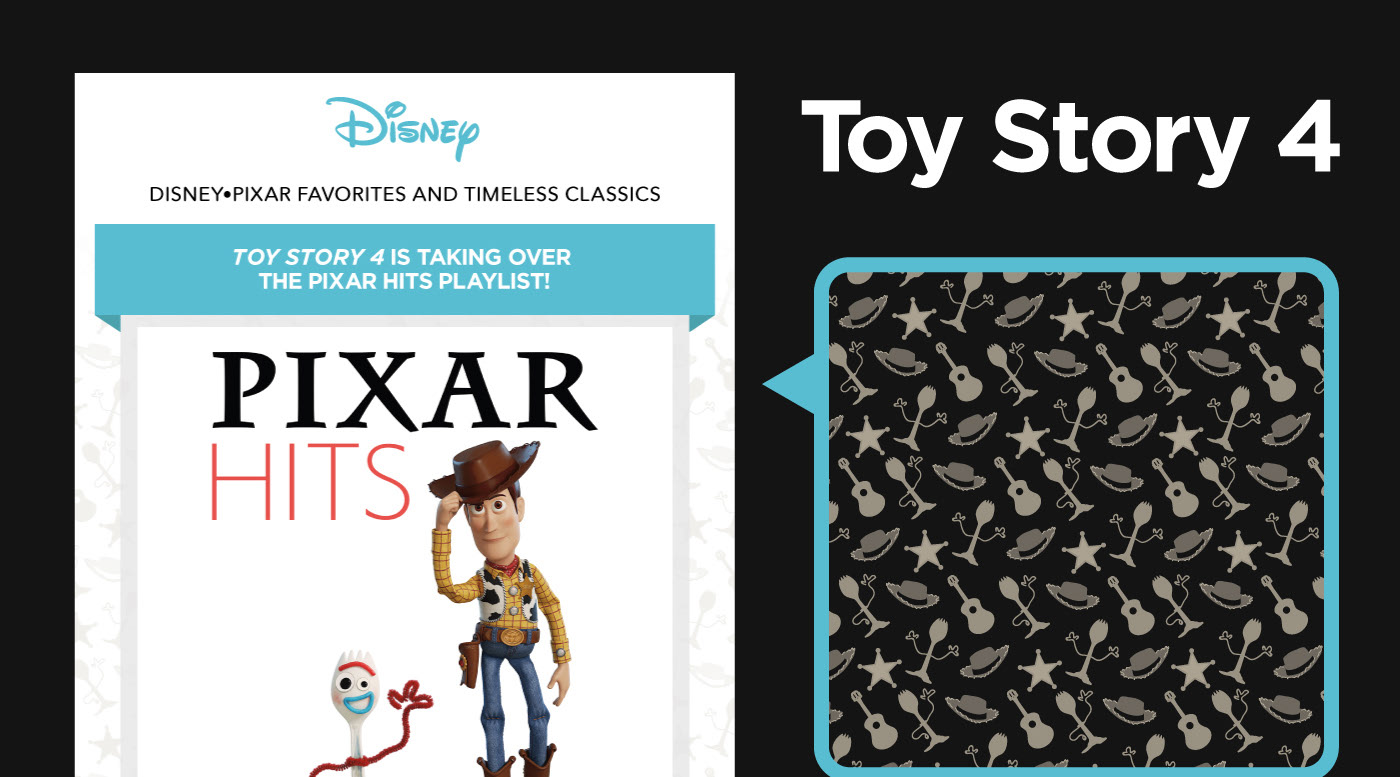 Disney
DISNEY•PIXAR FAVORITES AND TIMELESS CLASSICS
TOY STORY 4 IS TAKING OVER
THE PIXAR HITS PLAYLIST!
PIXAR
HITS
Toy Story 4